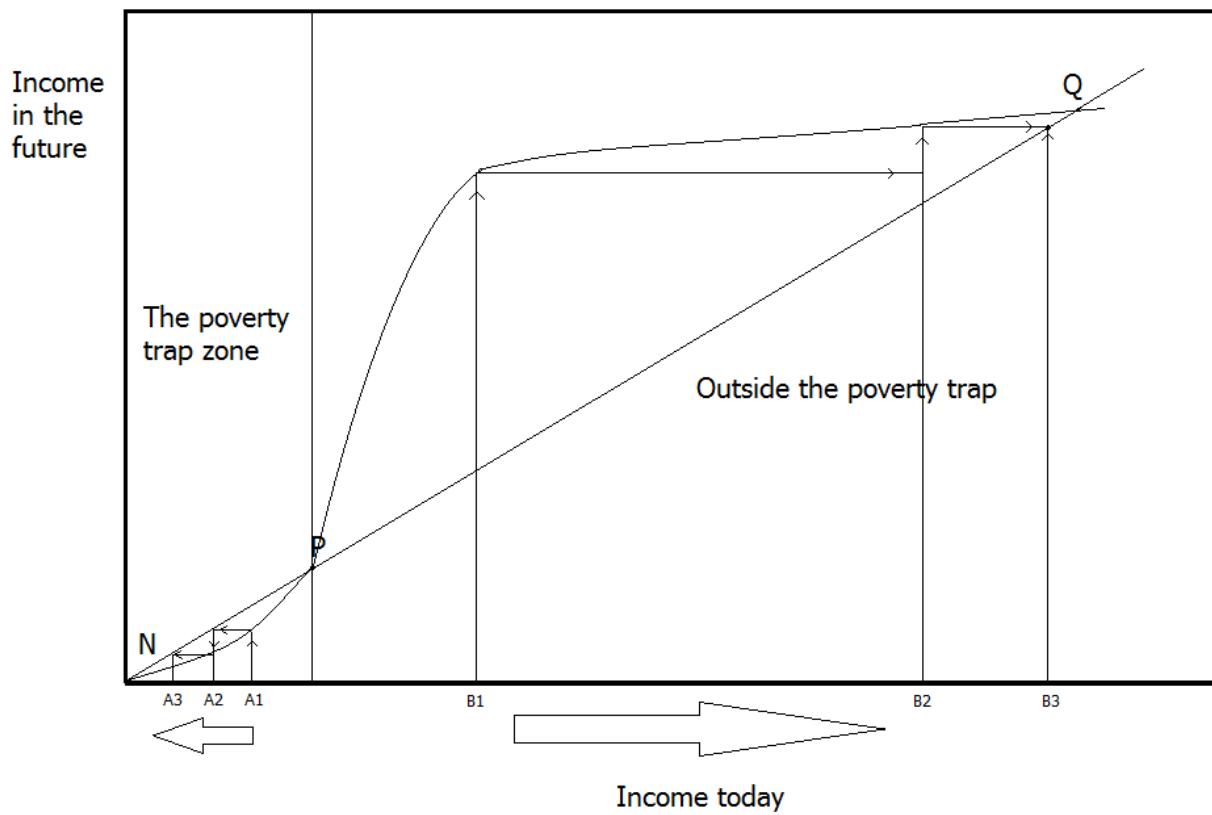 Income
in the
future
Q
The poverty
trap zone
Outside the poverty trap
P
N
A3 A2 A1 B1 B2 B3
Income today